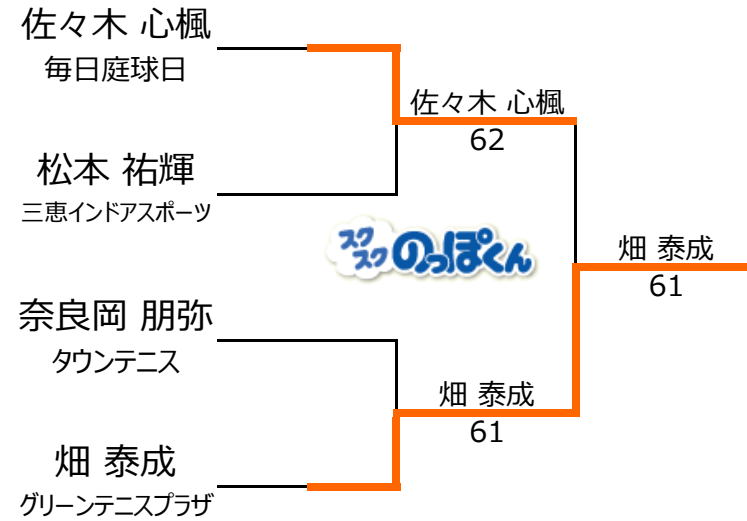 佐々木 心楓
毎日庭球日
佐々木 心楓
62
松本 祐輝
三恵インドアスポーツ
スクスクのっぽくん
畑 泰成
61
奈良岡 朋弥
タウンテニス
畑 泰成
61
畑 泰成
グリーンテニスプラザ